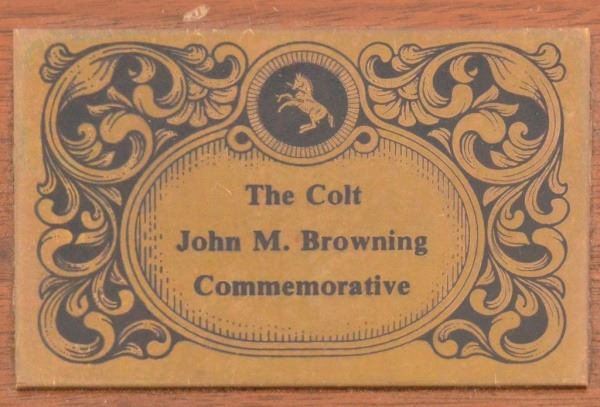 The Colt
John M. Browning
Commemorative